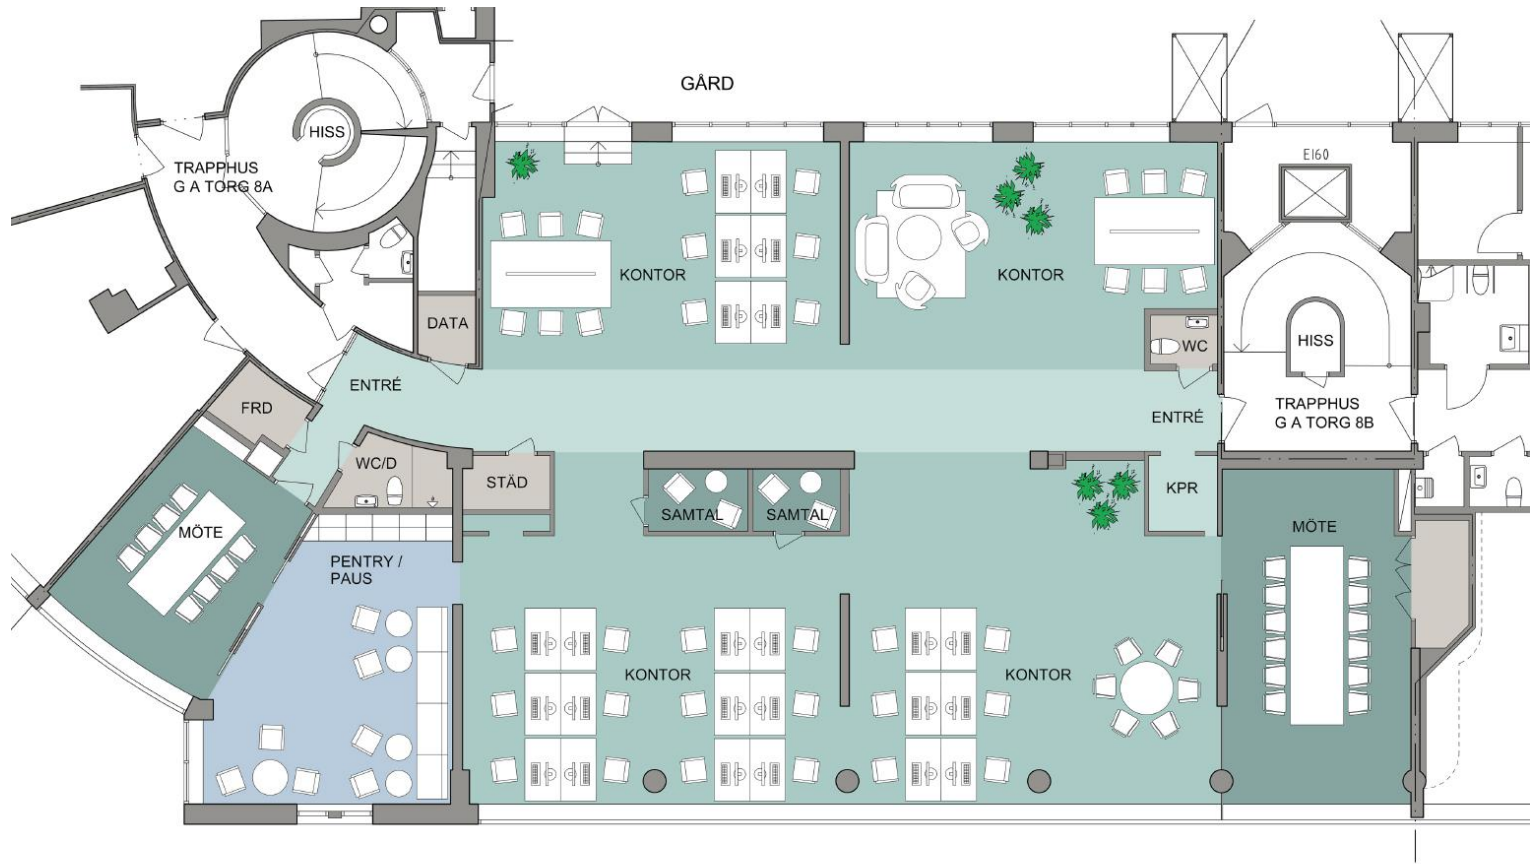 GÅRD
HISS
TRAPPHUS
G A TORG 8A
E160
KONTOR
KONTOR
DATA
WC
HISS
ENTRÉ
FRD
ENTRÉ
TRAPPHUS
G A TORG 8B
WC/D
STÄD
KPR
SAMTAL
SAMTAL
MÖTE
MÖTE
PENTRY /
PAUS
KONTOR
KONTOR